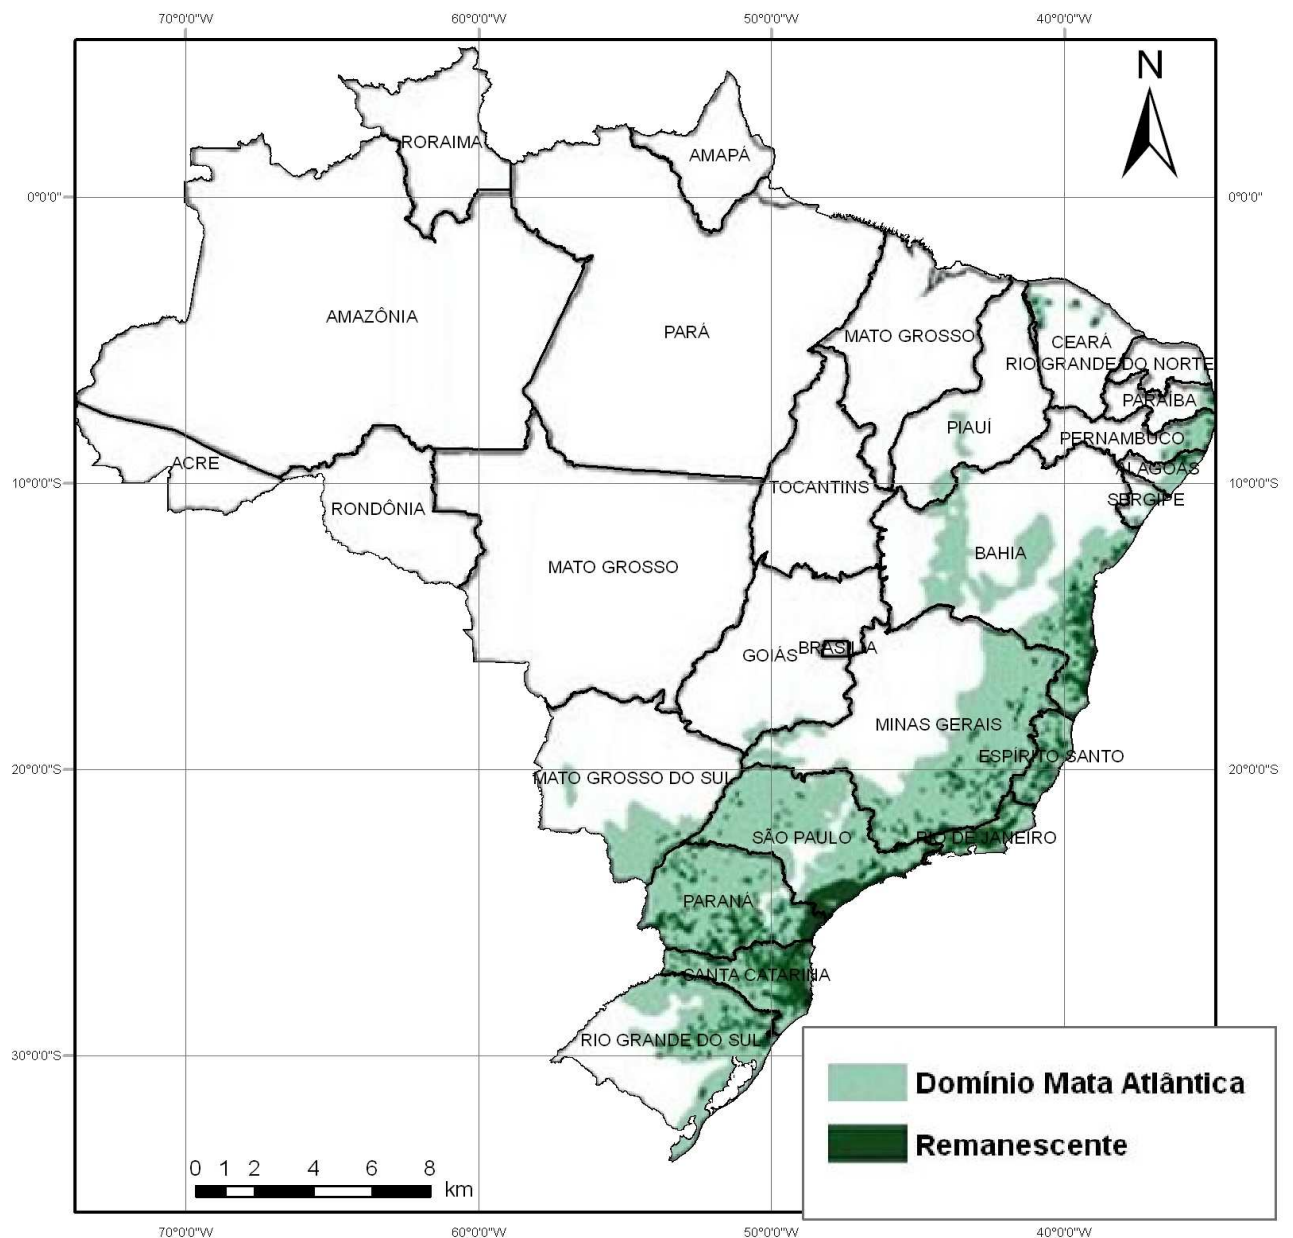 70°0'0"W 60°0'0"W 50°0'0"W 40°0'0"W
N
RORAIMA
AMAPÁ
0°0'0" 0°0'0"
AMAZÔNIA
PARÁ
MATO GROSSO
CEARÁ
RIO GRANDE DO NORTE
PARAÍBA
PIAUÍ
PERNAMBUCO
ACRE
ALAGOAS
10°0'0"S 10°0'0"S
TOCANTINS
SERGIPE
RONDÔNIA
BAHIA
MATO GROSSO
GOIÁS
BRASILIA
MINAS GERAIS
ESPÍRITO SANTO
20°0'0"S 20°0'0"S
MATO GROSSO DO SUL
SÃO PAULO
RIO DE JANEIRO
PARANÁ
SANTA CATARINA
RIO GRANDE DO SUL
30°0'0"S
Domínio Mata Atlântica
Remanescente
0 1 2 4 6 8
km
70°0'0"W 60°0'0"W 50°0'0"W 40°0'0"W